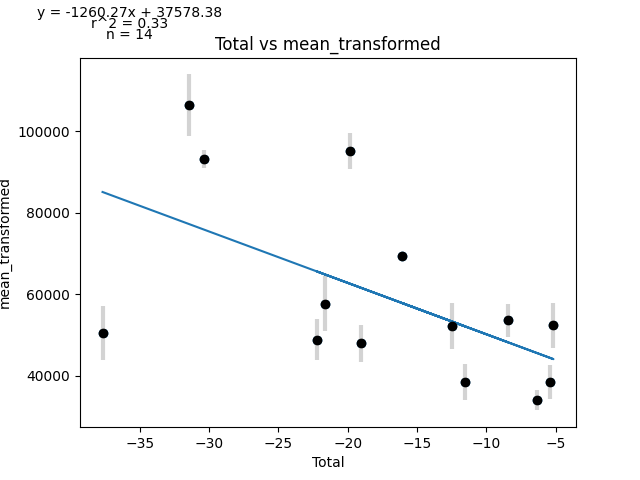 y = -1260.27x + 37578.38
r^2 = 0.33
n = 14
Total vs mean_transformed
100000
80000
60000
40000
mean_transformed
−35 −30 −25 −20 −15 −10 −5
Total